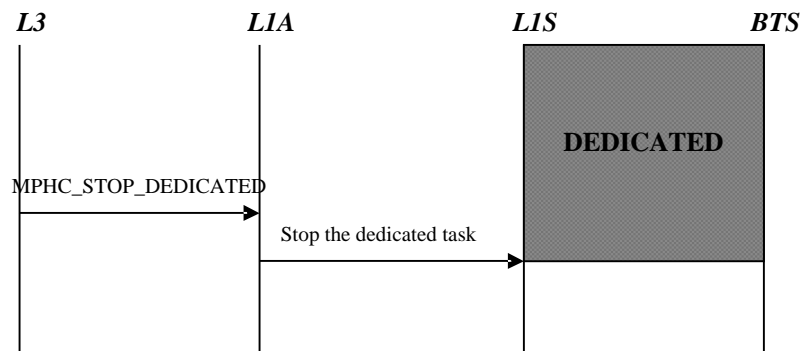 L3 L1A L1S BTS
DEDICATED
MPHC_STOP_DEDICATED
Stop the dedicated task